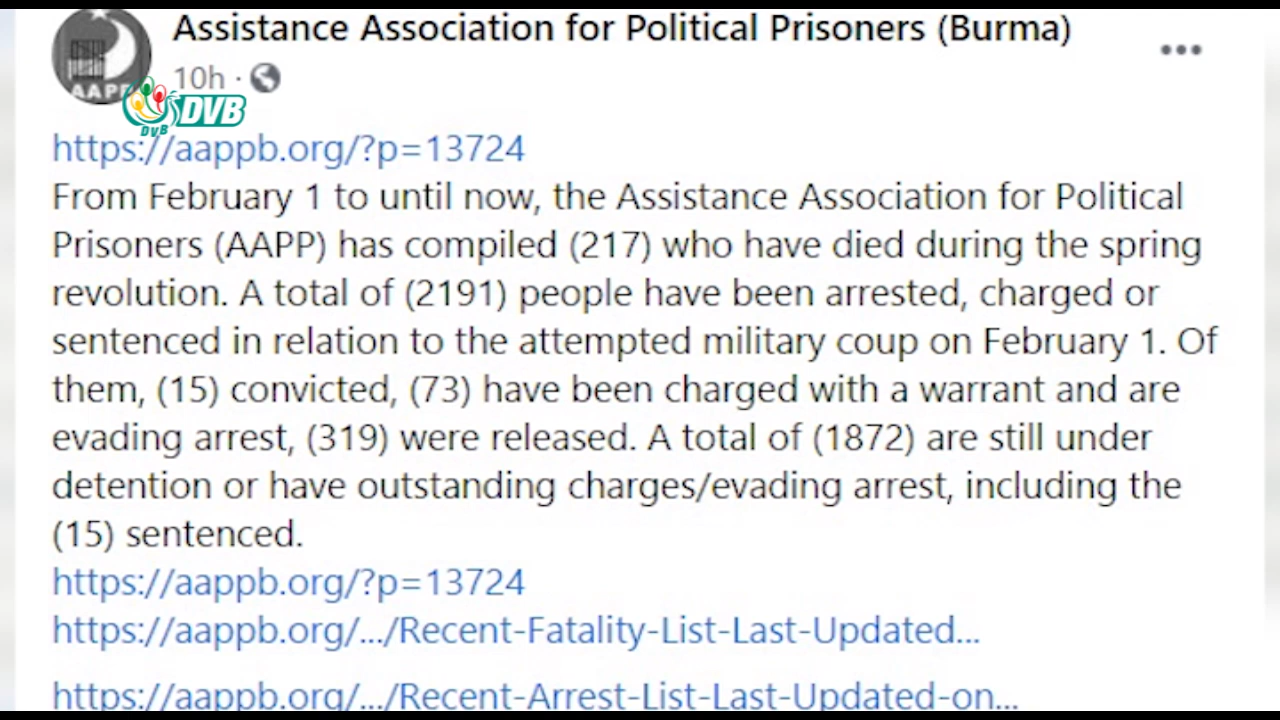 Assistance Association for Political Prisoners (Burma)
10h ·
AAPP
DVB
DVB
https://aappb.org/?p=13724
From February 1 to until now, the Assistance Association for Political
Prisoners (AAPP) has compiled (217) who have died during the spring
revolution. A total of (2191) people have been arrested, charged or
sentenced in relation to the attempted military coup on February 1. Of
them, (15) convicted, (73) have been charged with a warrant and are
evading arrest, (319) were released. A total of (1872) are still under
detention or have outstanding charges/evading arrest, including the
(15) sentenced.
https://aappb.org/?p=13724
https://aappb.org/.../Recent-Fatality-List-Last-Updated...
https://aappb.org/.../Recent-Arrest-List-Last-Updated-on...